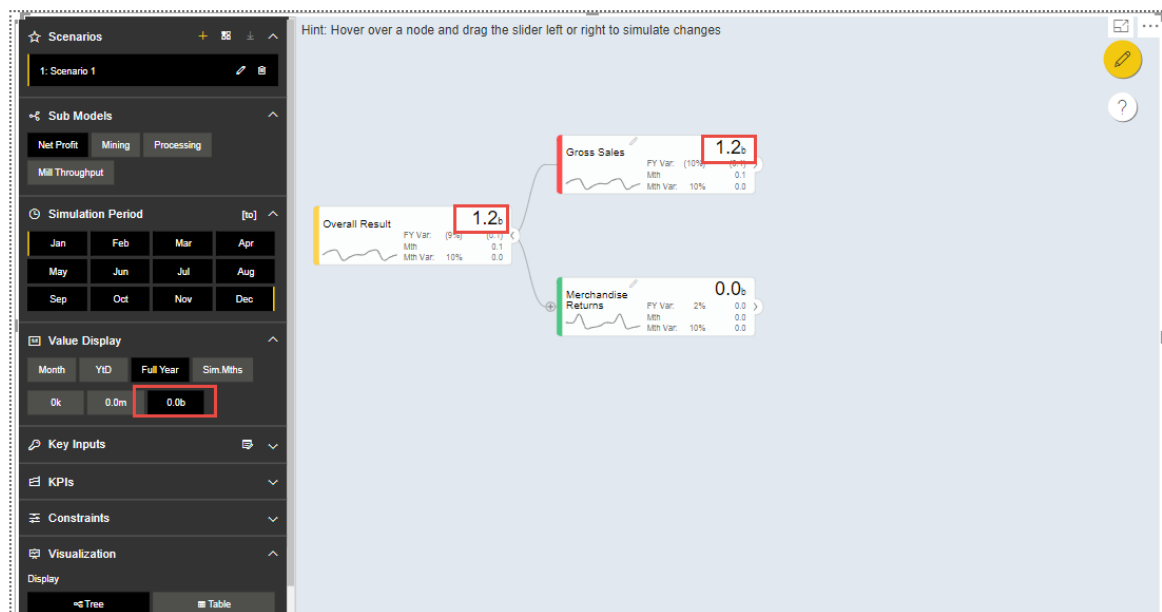 Scenarios
1: Scenario 1
Sub Models
Net Profit Mining Processing
Mill Throughput
Simulation Period [to]
Jan Feb Mar Apr
May Jun Jul Aug
Sep Oct Nov Dec
Value Display
Month YtD Full Year Sim.Mths
0k 0.0m 0.0b
Key Inputs
KPIs
Constraints
Visualization
Display
Tree Table
Hint: Hover over a node and drag the slider left or right to simulate changes
?
Overall Result 1.2b
FY Var: (9%) (0.1)
Mth 0.1
Mth Var: 10% 0.0
Gross Sales 1.2b
FY Var: (10%) (0.1)
Mth 0.1
Mth Var: 10% 0.0
Merchandise Returns 0.0b
FY Var: 2% 0.0
Mth 0.0
Mth Var: 10% 0.0